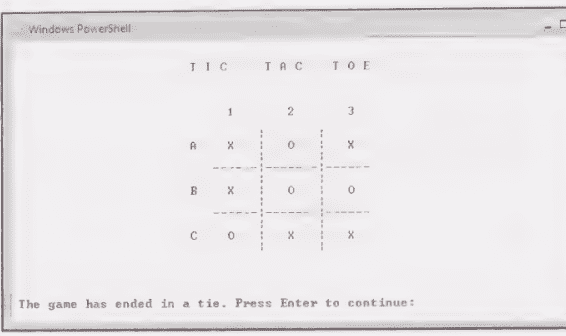 Windows PowerShell
T I C    T A C    T O E
1 2 3
A X O X
B X O O
C O X X
The game has ended in a tie. Press Enter to continue: